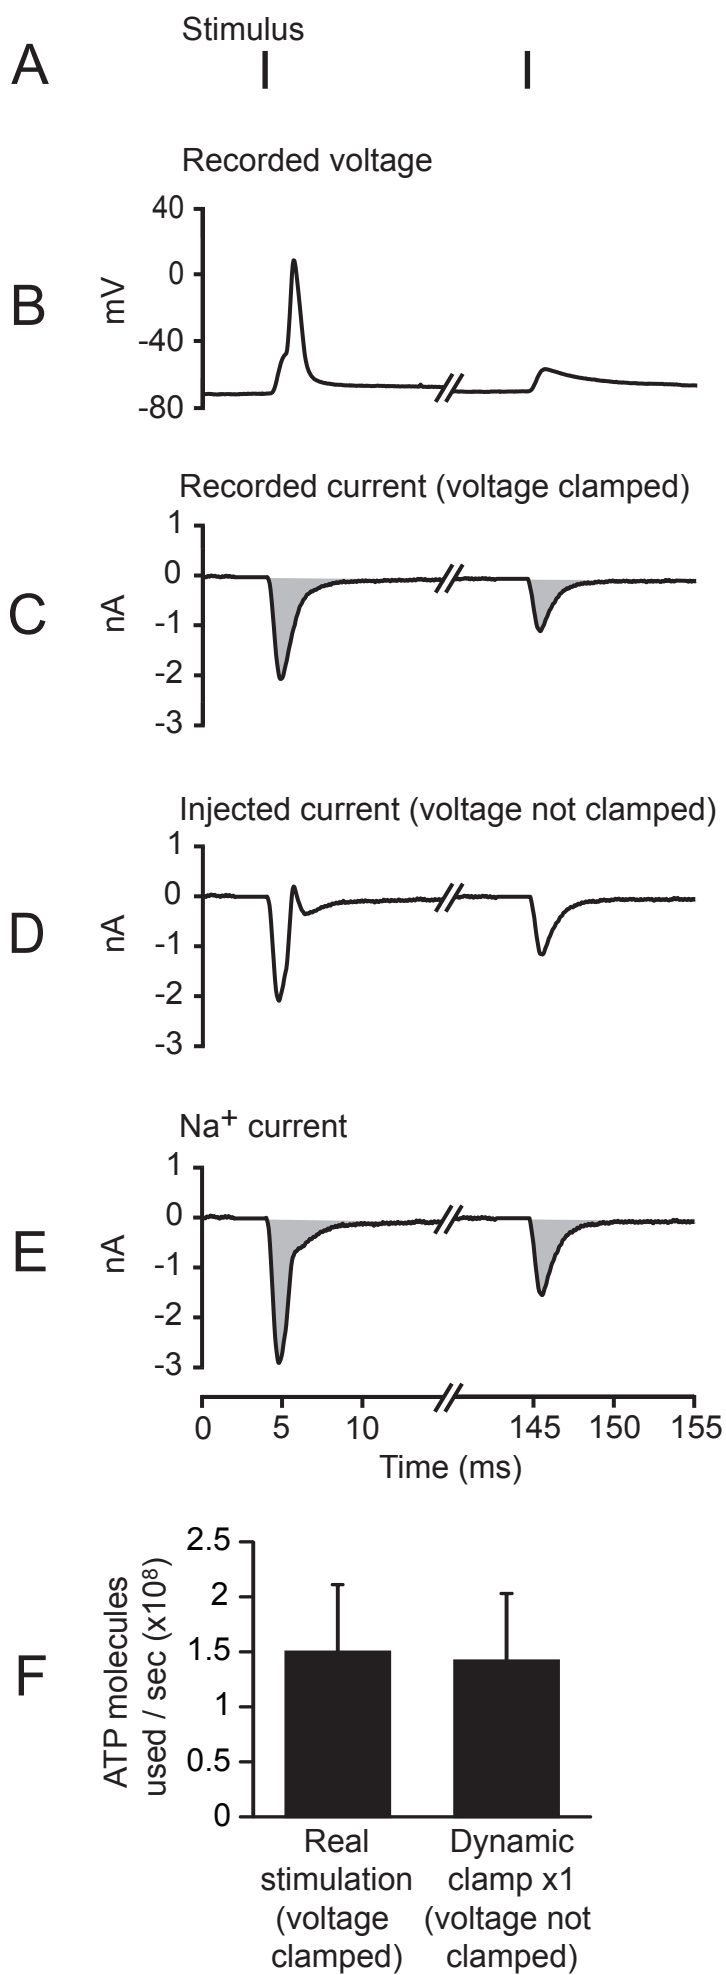 A
Stimulus
B
Recorded voltage
mV
40
0
-40
-80
C
Recorded current (voltage clamped)
nA
1
0
-1
-2
-3
D
Injected current (voltage not clamped)
nA
1
0
-1
-2
-3
E
Na⁺ current
nA
1
0
-1
-2
-3
0 5 10 145 150 155
Time (ms)
F
ATP molecules
used / sec (x10⁸)
2.5
2
1.5
1
0.5
0
Real
stimulation
(voltage
clamped)
Dynamic
clamp x1
(voltage not
clamped)